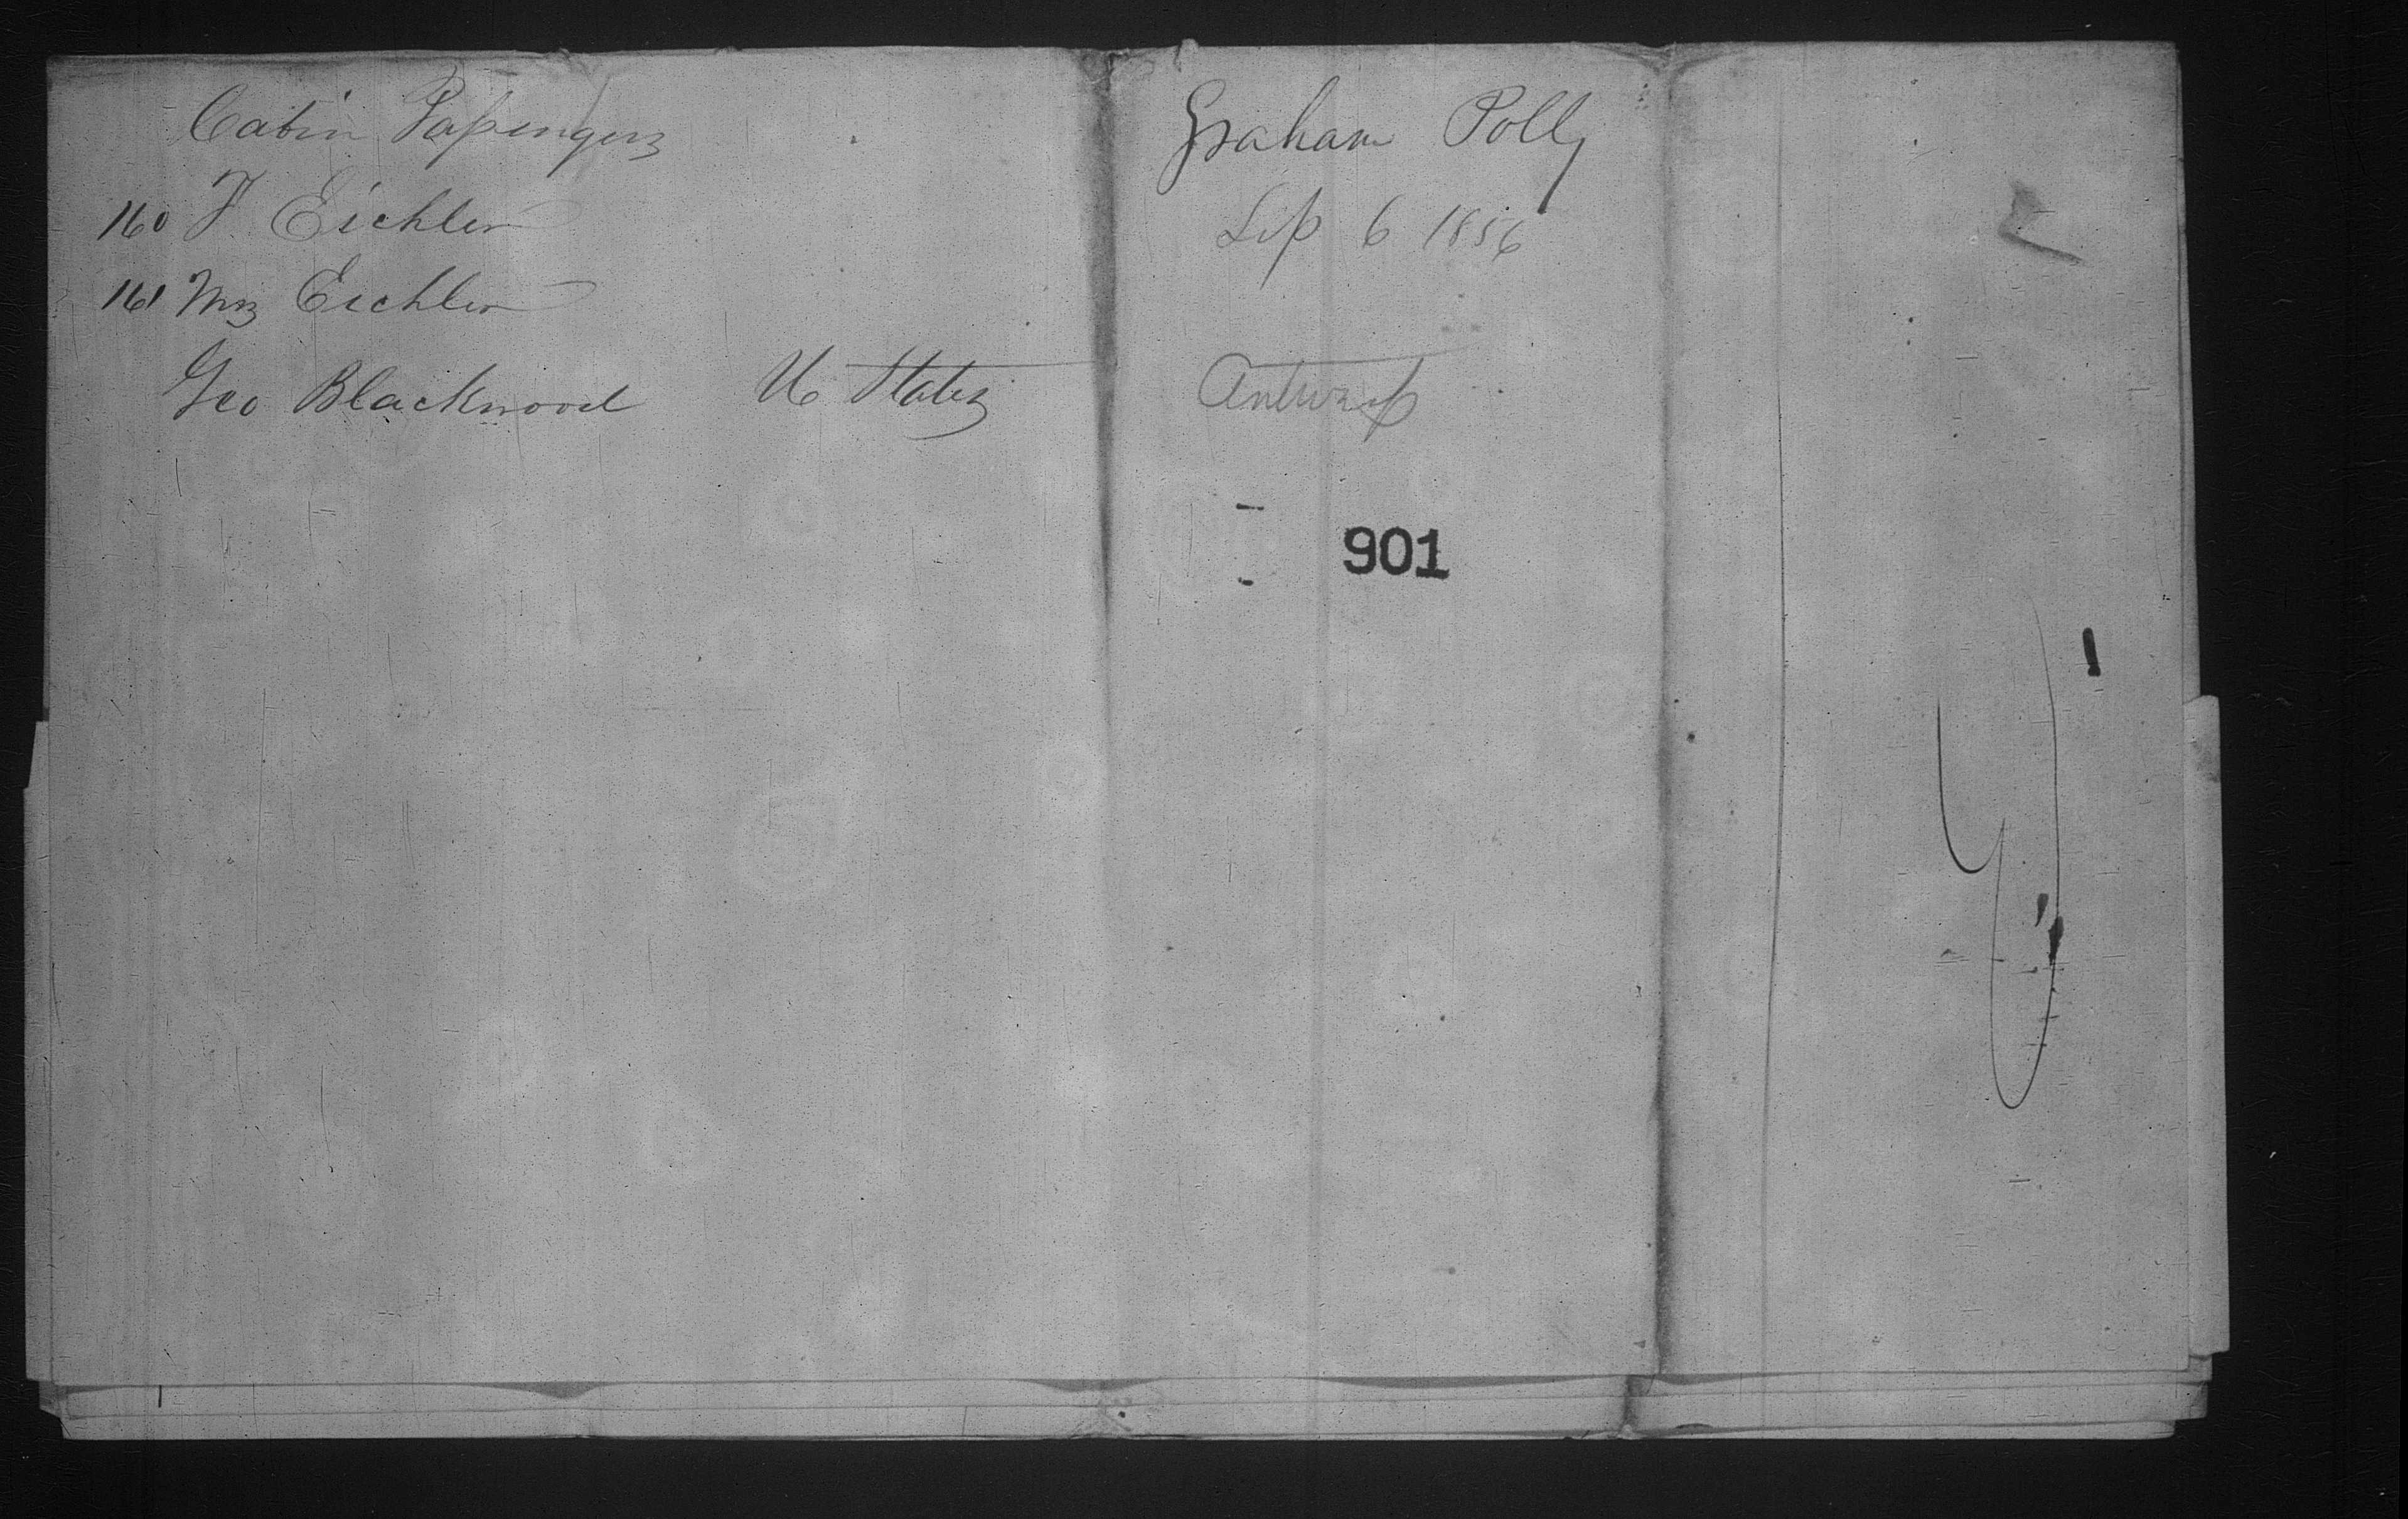 Cabin Passengers
160 F. Eichler
161 Mrs Eichler
Geo Blackwood U States
Graham Polly
Sep 6 1856
Antwerp
901